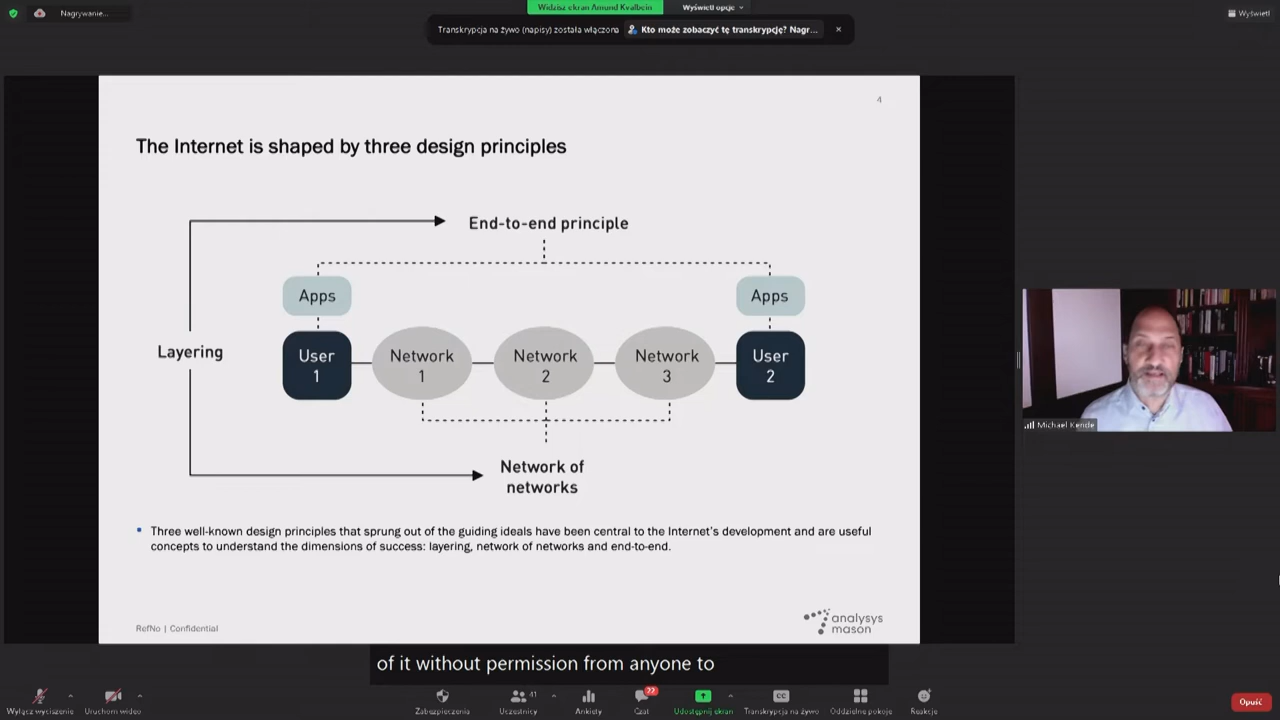 Nagrywanie...
Widzisz ekran Amund Kvalbein
Wyświetl opcje
Wyświetl
Transkrypcja na żywo (napisy) została włączona
Kto może zobaczyć tę transkrypcję? Nagr...
4
The Internet is shaped by three design principles
End-to-end principle
Apps
Apps
Layering
User
1
Network
1
Network
2
Network
3
User
2
Network of
networks
Michael Kende
Three well-known design principles that sprung out of the guiding ideals have been central to the Internet's development and are useful
concepts to understand the dimensions of success: layering, network of networks and end-to-end.
RefNo | Confidential
analysys
mason
of it without permission from anyone to
Wyłącz wyciszenie
Uruchom wideo
Zabezpieczenia
41
Uczestnicy
Ankiety
22
Czat
Udostępnij ekran
CC
Transkrypcja na żywo
Oddzielne pokoje
Reakcje
Opuść